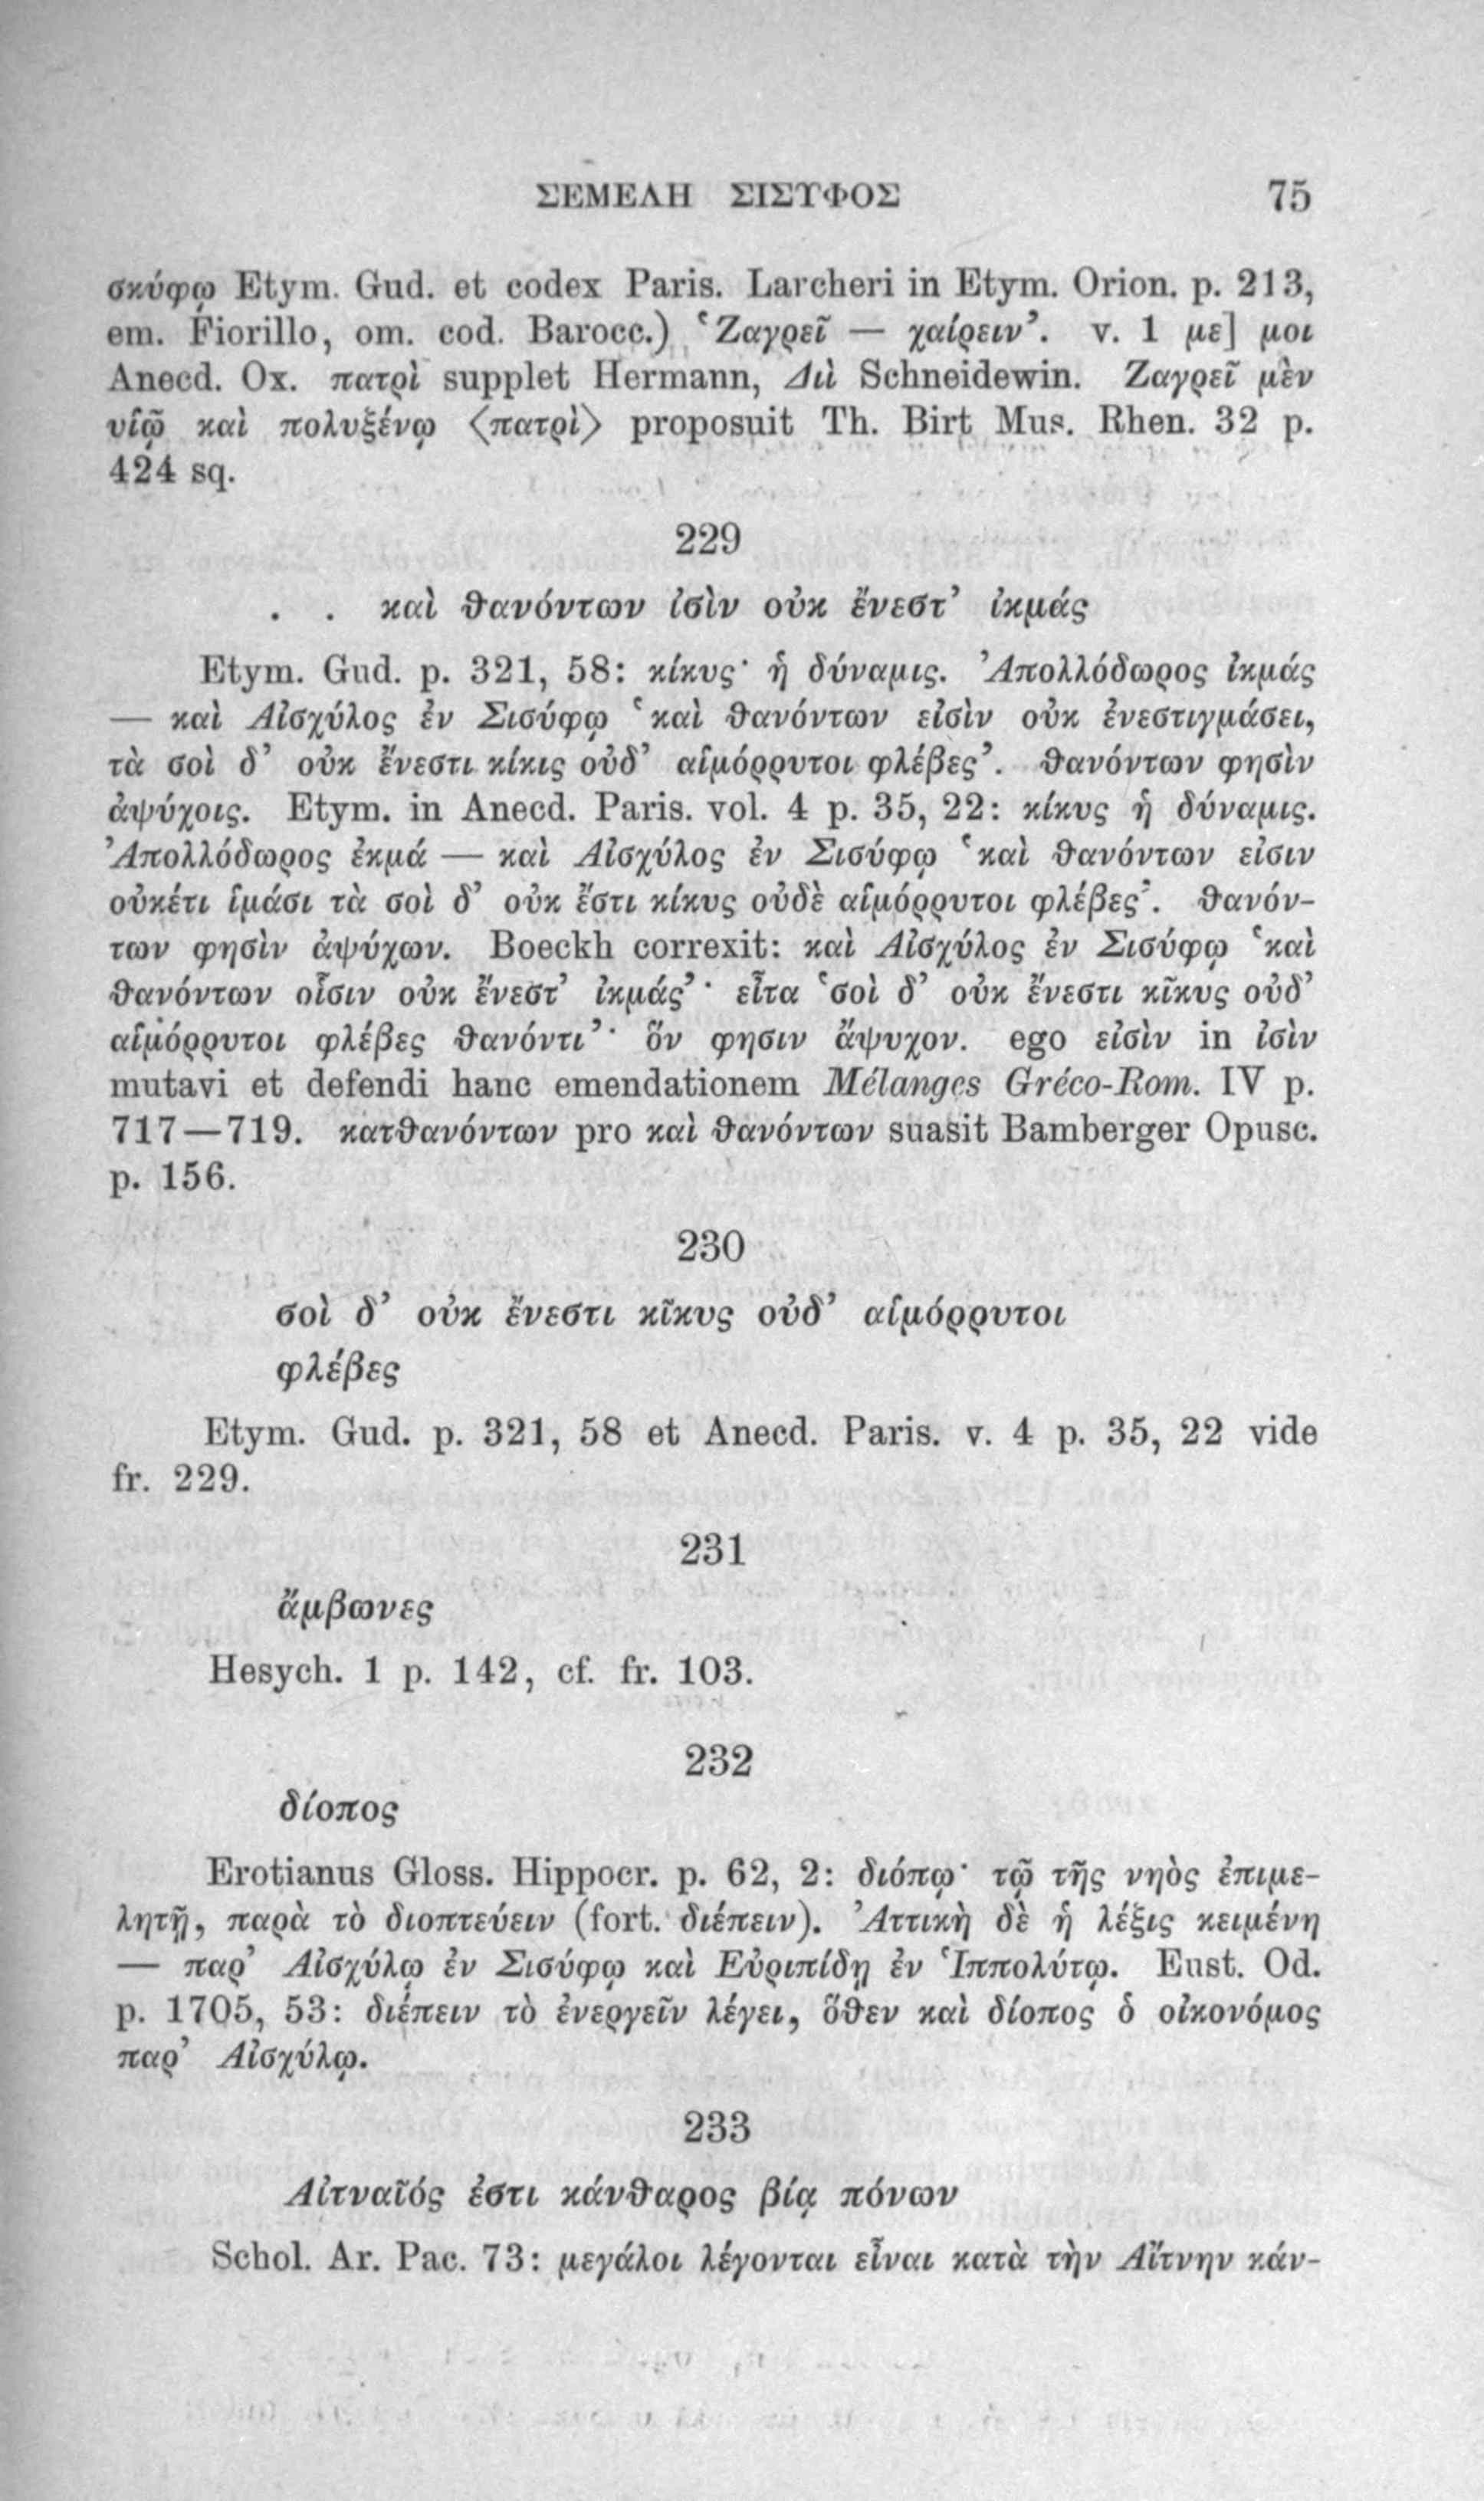 ΣΕΜΕΛΗ ΣΙΣΥΦΟΣ 75
σκύφῳ Etym. Gud. et codex Paris. Larcheri in Etym. Orion. p. 213,
em. Fiorillo, om. cod. Barocc.) ‘Ζαγρεῖ — χαίρειν’. v. 1 με] μοι
Anecd. Ox. πατρὶ supplet Hermann, Διὶ Schneidewin. Ζαγρεῖ μὲν
υἱῷ καὶ πολυξένῳ ⟨πατρὶ⟩ proposuit Th. Birt Mus. Rhen. 32 p.
424 sq.
229
. . καὶ θανόντων ἰσὶν οὐκ ἔνεστ’ ἰκμάς
Etym. Gud. p. 321, 58: κίκυς· ἡ δύναμις. Ἀπολλόδωρος ἰκμάς
— καὶ Αἰσχύλος ἐν Σισύφῳ ‘καὶ θανόντων εἰσὶν οὐκ ἐνεστιγμάσει,
τὰ σοὶ δ’ οὐκ ἔνεστι κίκις οὐδ’ αἱμόρρυτοι φλέβες’. θανόντων φησὶν
ἀψύχοις. Etym. in Anecd. Paris. vol. 4 p. 35, 22: κίκυς ἡ δύναμις.
Ἀπολλόδωρος ἐκμά — καὶ Αἰσχύλος ἐν Σισύφῳ ‘καὶ θανόντων εἰσιν
οὐκέτι ἱμάσι τὰ σοὶ δ’ οὐκ ἔστι κίκυς οὐδὲ αἱμόρρυτοι φλέβες’. θανόν-
των φησὶν ἀψύχων. Boeckh correxit: καὶ Αἰσχύλος ἐν Σισύφῳ ‘καὶ
θανόντων οἷσιν οὐκ ἔνεστ’ ἰκμάς’· εἶτα ‘σοὶ δ’ οὐκ ἔνεστι κῖκυς οὐδ’
αἱμόρρυτοι φλέβες θανόντι’· ὅν φησιν ἄψυχον. ego εἰσὶν in ἰσὶν
mutavi et defendi hanc emendationem Mélanges Gréco-Rom. IV p.
717—719. κατθανόντων pro καὶ θανόντων suasit Bamberger Opusc.
p. 156.
230
σοὶ δ’ οὐκ ἔνεστι κῖκυς οὐδ’ αἱμόρρυτοι
φλέβες
Etym. Gud. p. 321, 58 et Anecd. Paris. v. 4 p. 35, 22 vide
fr. 229.
231
ἄμβωνες
Hesych. 1 p. 142, cf. fr. 103.
232
δίοπος
Erotianus Gloss. Hippocr. p. 62, 2: διόπῳ· τῷ τῆς νηὸς ἐπιμε-
λητῇ, παρὰ τὸ διοπτεύειν (fort. διέπειν). Ἀττικὴ δὲ ἡ λέξις κειμένη
— παρ’ Αἰσχύλῳ ἐν Σισύφῳ καὶ Εὐριπίδῃ ἐν Ἱππολύτῳ. Eust. Od.
p. 1705, 53: διέπειν τὸ ἐνεργεῖν λέγει, ὅθεν καὶ δίοπος ὁ οἰκονόμος
παρ’ Αἰσχύλῳ.
233
Αἰτναῖός ἐστι κάνθαρος βίᾳ πόνων
Schol. Ar. Pac. 73: μεγάλοι λέγονται εἶναι κατὰ τὴν Αἴτνην κάν-